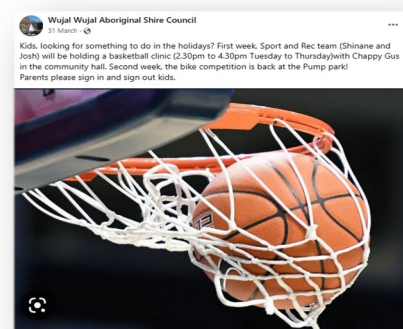 Wujal Wujal Aboriginal Shire Council
31 March ·
Kids, looking for something to do in the holidays? First week, Sport and Rec team (Shinane and
Josh) will be holding a basketball clinic (2.30pm to 4.30pm Tuesday to Thursday)with Chappy Gus
in the community hall. Second week, the bike competition is back at the Pump park!
Parents please sign in and sign out kids.